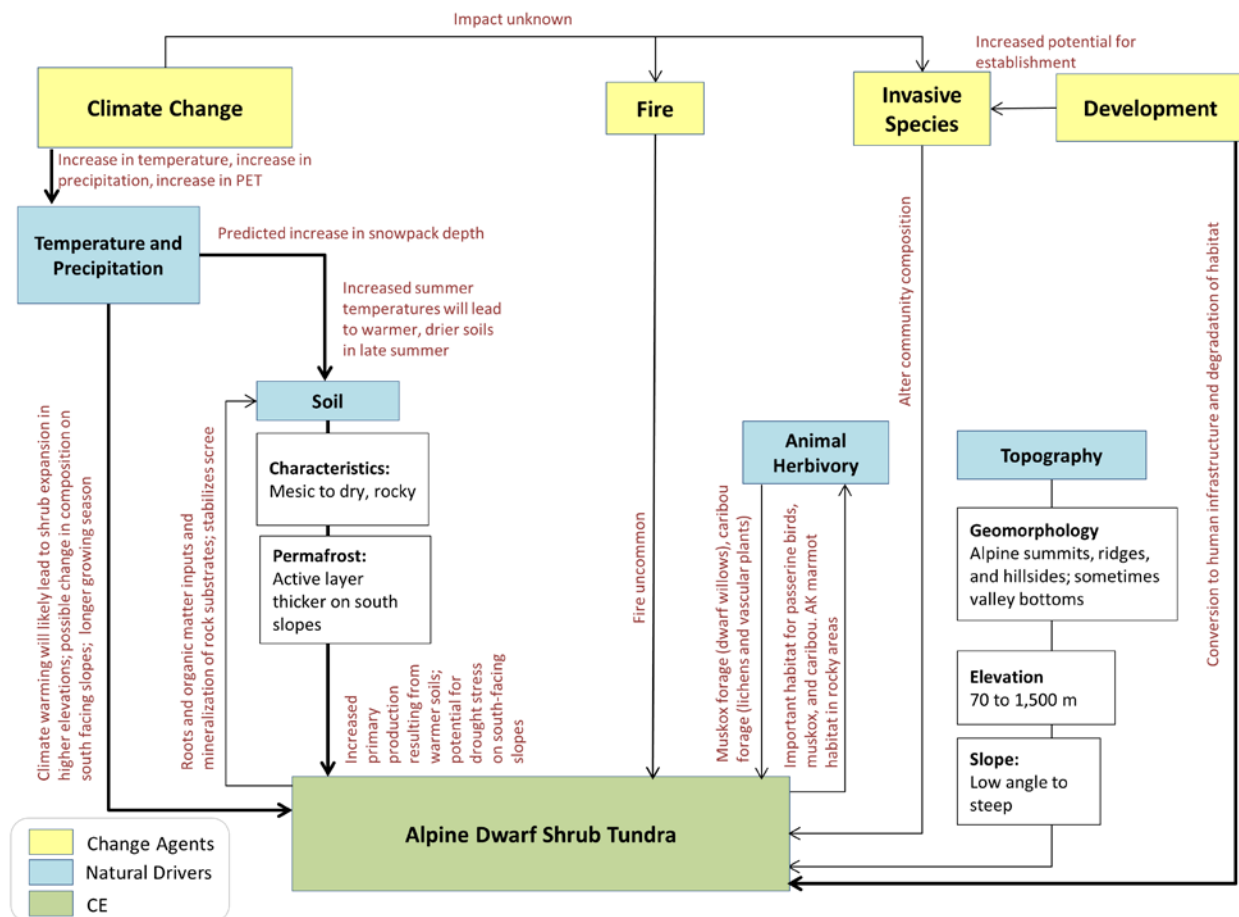 Impact unknown
Increased potential for
establishment
Climate Change
Fire
Invasive
Species
Development
Increase in temperature, increase in
precipitation, increase in PET
Temperature and
Precipitation
Predicted increase in snowpack depth
Increased summer
temperatures will lead
to warmer, drier soils
in late summer
Soil
Characteristics:
Mesic to dry, rocky
Permafrost:
Active layer
thicker on south
slopes
Climate warming will likely lead to shrub expansion in
higher elevations; possible change in composition on
south facing slopes; longer growing season
Roots and organic matter inputs and
mineralization of rock substrates; stabilizes scree
Increased
primary
production
resulting from
warmer soils;
potential for
drought stress
on south-facing
slopes
Fire uncommon
Animal
Herbivory
Muskox forage (dwarf willows), caribou
forage (lichens and vascular plants)
Important habitat for passerine birds,
muskox, and caribou. AK marmot
habitat in rocky areas
Alter community composition
Topography
Geomorphology
Alpine summits, ridges,
and hillsides; sometimes
valley bottoms
Elevation
70 to 1,500 m
Slope:
Low angle to
steep
Conversion to human infrastructure and degradation of habitat
Alpine Dwarf Shrub Tundra
Change Agents
Natural Drivers
CE